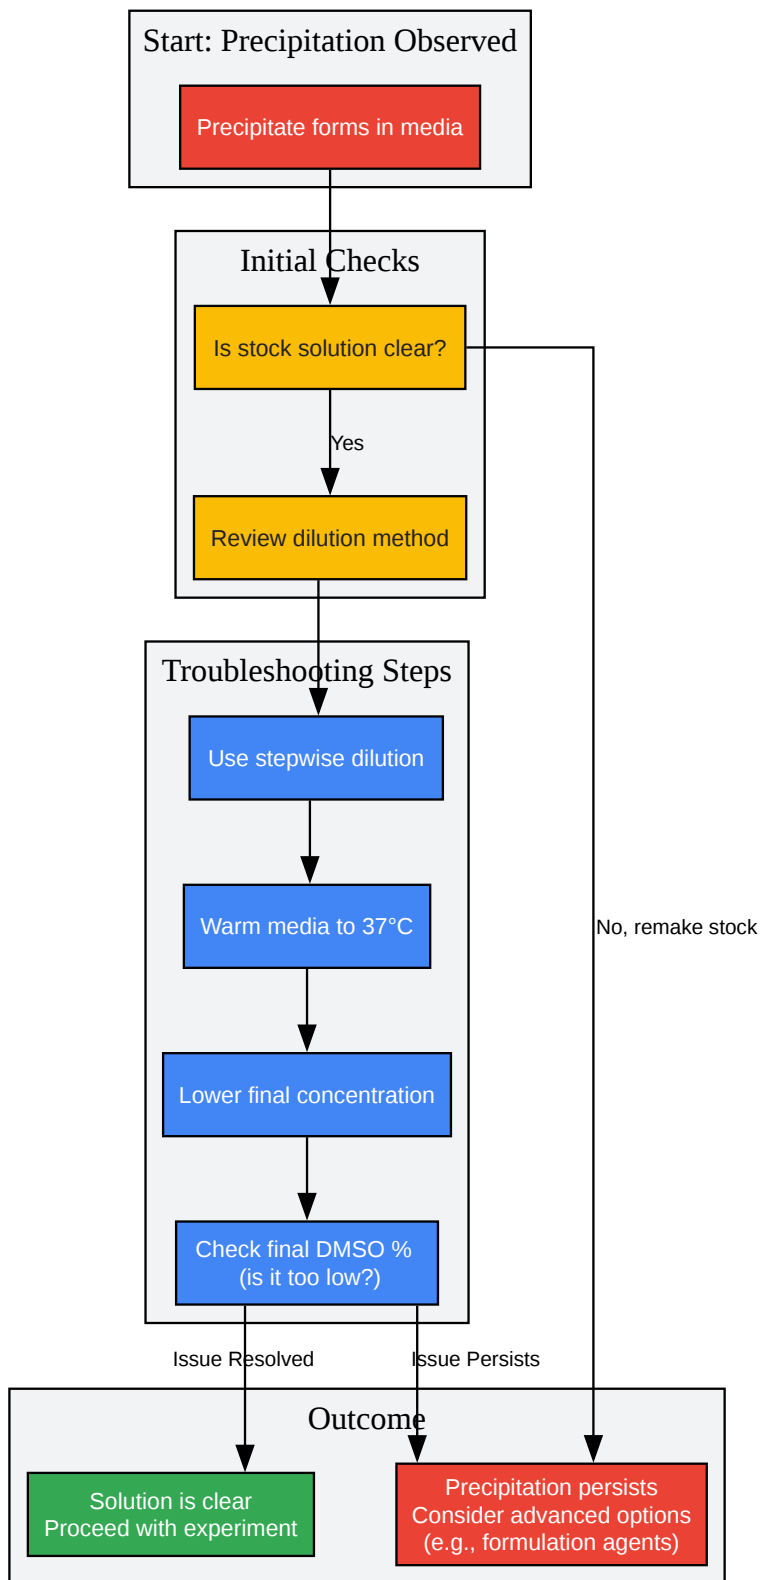 Start: Precipitation Observed
Precipitate forms in media
Initial Checks
Is stock solution clear?
Yes
Review dilution method
Troubleshooting Steps
Use stepwise dilution
Warm media to 37°C
No, remake stock
Lower final concentration
Check final DMSO %
(is it too low?)
Issue Resolved
Issue Persists
Outcome
Solution is clear
Proceed with experiment
Precipitation persists
Consider advanced options
(e.g., formulation agents)